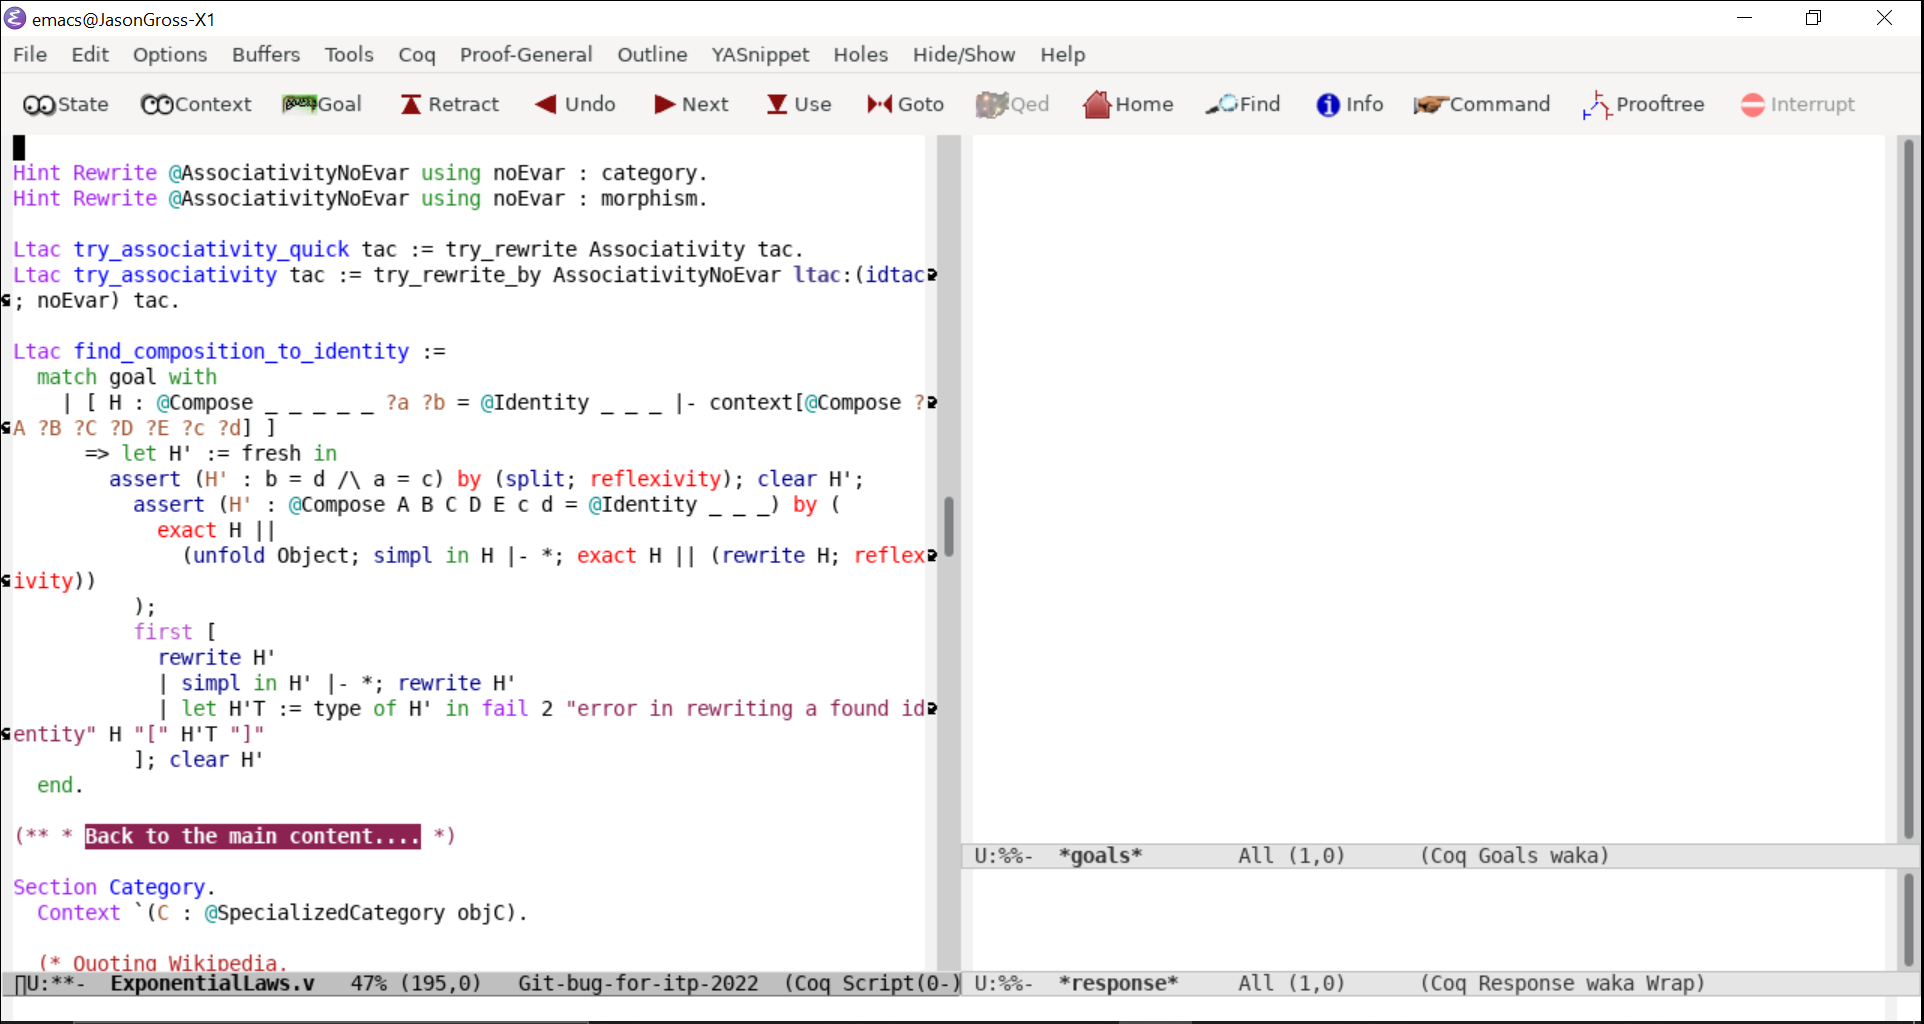 emacs@JasonGross-X1
File Edit Options Buffers Tools Coq Proof-General Outline YASnippet Holes Hide/Show Help
State Context Goal Retract Undo Next Use Goto Qed Home Find Info Command Prooftree Interrupt
Hint Rewrite @AssociativityNoEvar using noEvar : category.
Hint Rewrite @AssociativityNoEvar using noEvar : morphism.
Ltac try_associativity_quick tac := try_rewrite Associativity tac.
Ltac try_associativity tac := try_rewrite_by AssociativityNoEvar ltac:(idtac
; noEvar) tac.
Ltac find_composition_to_identity :=
match goal with
| [ H : @Compose _ _ _ _ _ ?a ?b = @Identity _ _ _ |- context[@Compose ?
A ?B ?C ?D ?E ?c ?d] ]
=> let H' := fresh in
assert (H' : b = d /\ a = c) by (split; reflexivity); clear H';
assert (H' : @Compose A B C D E c d = @Identity _ _ _) by (
exact H ||
(unfold Object; simpl in H |- *; exact H || (rewrite H; reflex
ivity))
);
first [
rewrite H'
| simpl in H' |- *; rewrite H'
| let H'T := type of H' in fail 2 "error in rewriting a found id
entity" H "[" H'T "]"
]; clear H'
end.
(** * Back to the main content.... *)
Section Category.
Context `(C : @SpecializedCategory objC).
(* Quoting Wikipedia.
U:**- ExponentialLaws.v 47% (195,0) Git-bug-for-itp-2022 (Coq Script(0-)
U:%%- *goals* All (1,0) (Coq Goals waka)
U:%%- *response* All (1,0) (Coq Response waka Wrap)